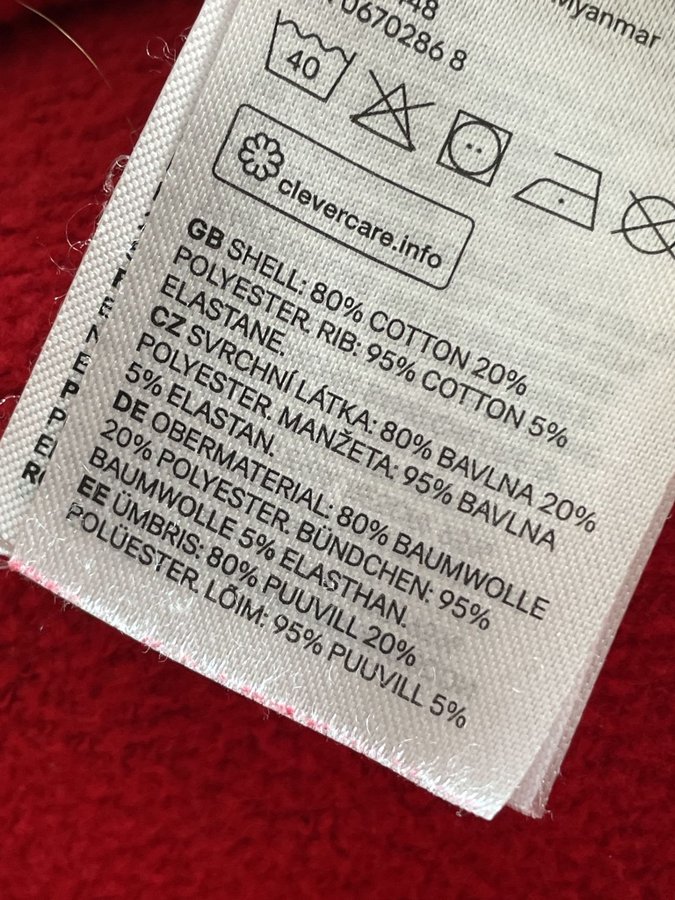 48
0670286 8
Myanmar
40
clevercare.info
GB SHELL: 80% COTTON 20%
POLYESTER. RIB: 95% COTTON 5%
ELASTANE.
CZ SVRCHNÍ LÁTKA: 80% BAVLNA 20%
POLYESTER. MANŽETA: 95% BAVLNA
5% ELASTAN.
DE OBERMATERIAL: 80% BAUMWOLLE
20% POLYESTER. BÜNDCHEN: 95%
BAUMWOLLE 5% ELASTHAN.
EE ÜMBRIS: 80% PUUVILL 20%
POLÜESTER. LÕIM: 95% PUUVILL 5%